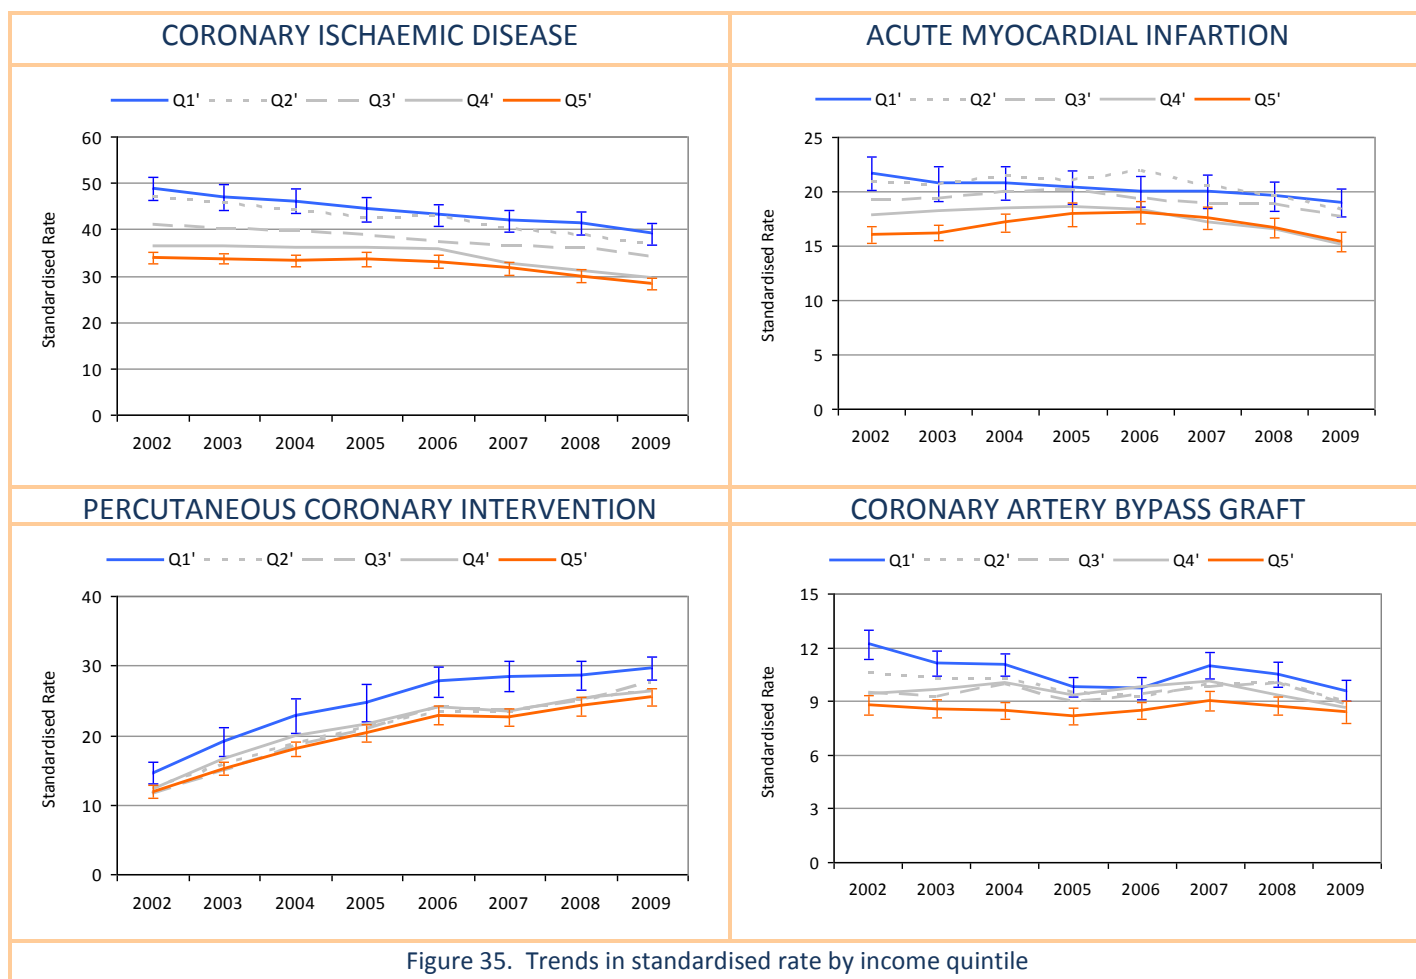 CORONARY ISCHAEMIC DISEASE
Q1' Q2' Q3' Q4' Q5'
60
50
40
30
20
10
0
Standardised Rate
2002 2003 2004 2005 2006 2007 2008 2009
ACUTE MYOCARDIAL INFARTION
Q1' Q2' Q3' Q4' Q5'
25
20
15
10
5
0
Standardised Rate
2002 2003 2004 2005 2006 2007 2008 2009
PERCUTANEOUS CORONARY INTERVENTION
Q1' Q2' Q3' Q4' Q5'
40
30
20
10
0
Standardised Rate
2002 2003 2004 2005 2006 2007 2008 2009
CORONARY ARTERY BYPASS GRAFT
Q1' Q2' Q3' Q4' Q5'
15
12
9
6
3
0
Standardised Rate
2002 2003 2004 2005 2006 2007 2008 2009
Figure 35. Trends in standardised rate by income quintile